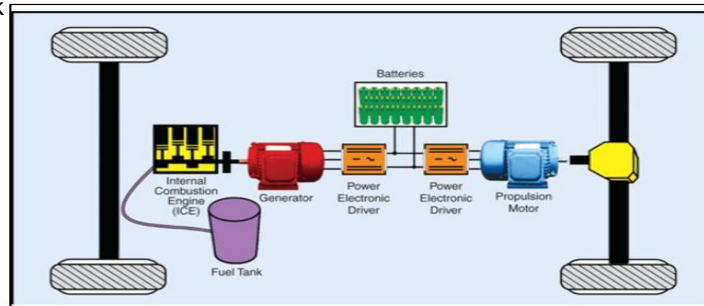 k
Batteries
Internal
Combustion
Engine
(ICE)
Generator
Power
Electronic
Driver
Power
Electronic
Driver
Propulsion
Motor
Fuel Tank